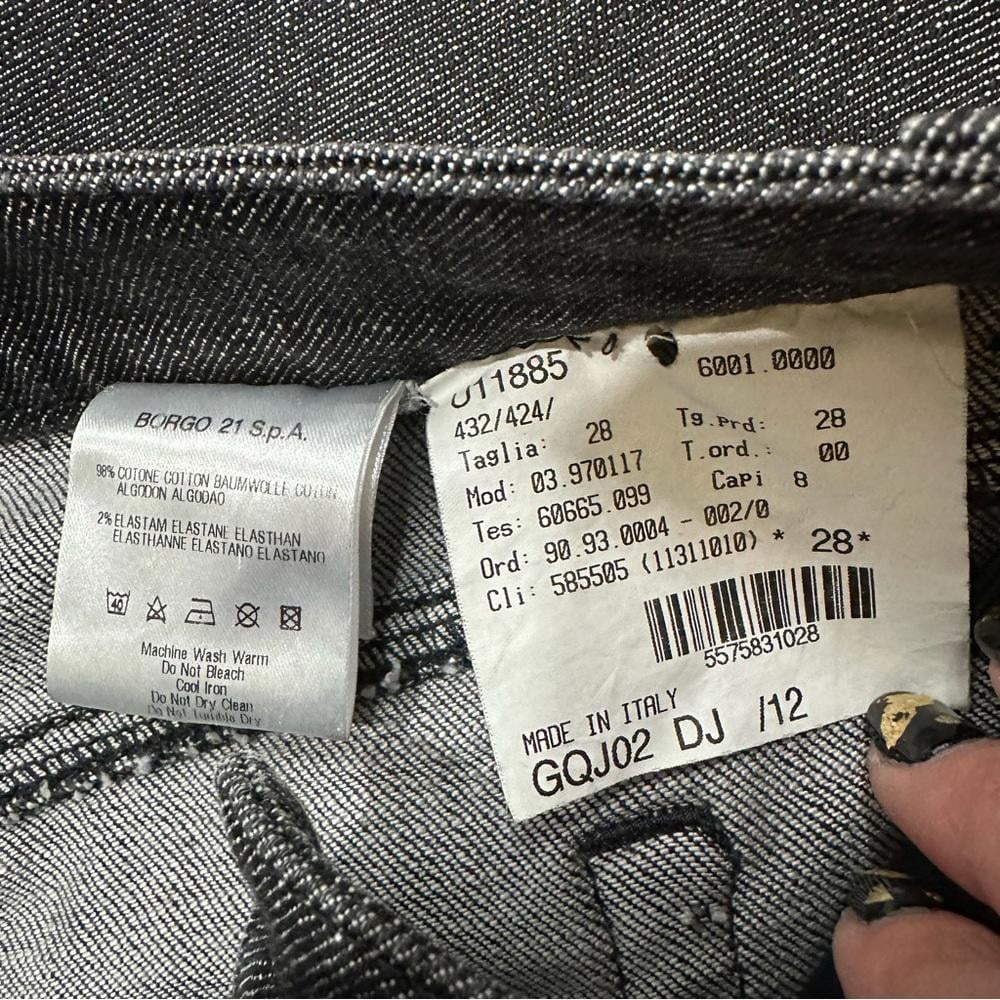 BORGO 21 S.p.A.
98% COTONE COTTON BAUMWOLLE COTON
ALGODON ALGODAO
2% ELASTAM ELASTANE ELASTHAN
ELASTHANNE ELASTANO ELASTANO
40
Machine Wash Warm
Do Not Bleach
Cool Iron
Do Not Dry Clean
Do Not Tumble Dry
011885 6001.0000
432/424/
Taglia: 28 Tg.Prd: 28
Mod: 03.970117 T.ord.: 00
Tes: 60665.099 Capi 8
Ord: 90.93.0004 - 002/0
Cli: 585505 (11311010) * 28*
5575831028
MADE IN ITALY
GQJ02 DJ /12